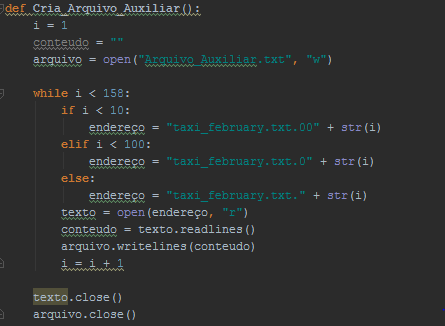 def Cria_Arquivo_Auxiliar():
    i = 1
    conteudo = ""
    arquivo = open("Arquivo_Auxiliar.txt", "w")
    while i < 158:
        if i < 10:
            endereço = "taxi_february.txt.00" + str(i)
        elif i < 100:
            endereço = "taxi_february.txt.0" + str(i)
        else:
            endereço = "taxi_february.txt." + str(i)
        texto = open(endereço, "r")
        conteudo = texto.readlines()
        arquivo.writelines(conteudo)
        i = i + 1
    texto.close()
    arquivo.close()